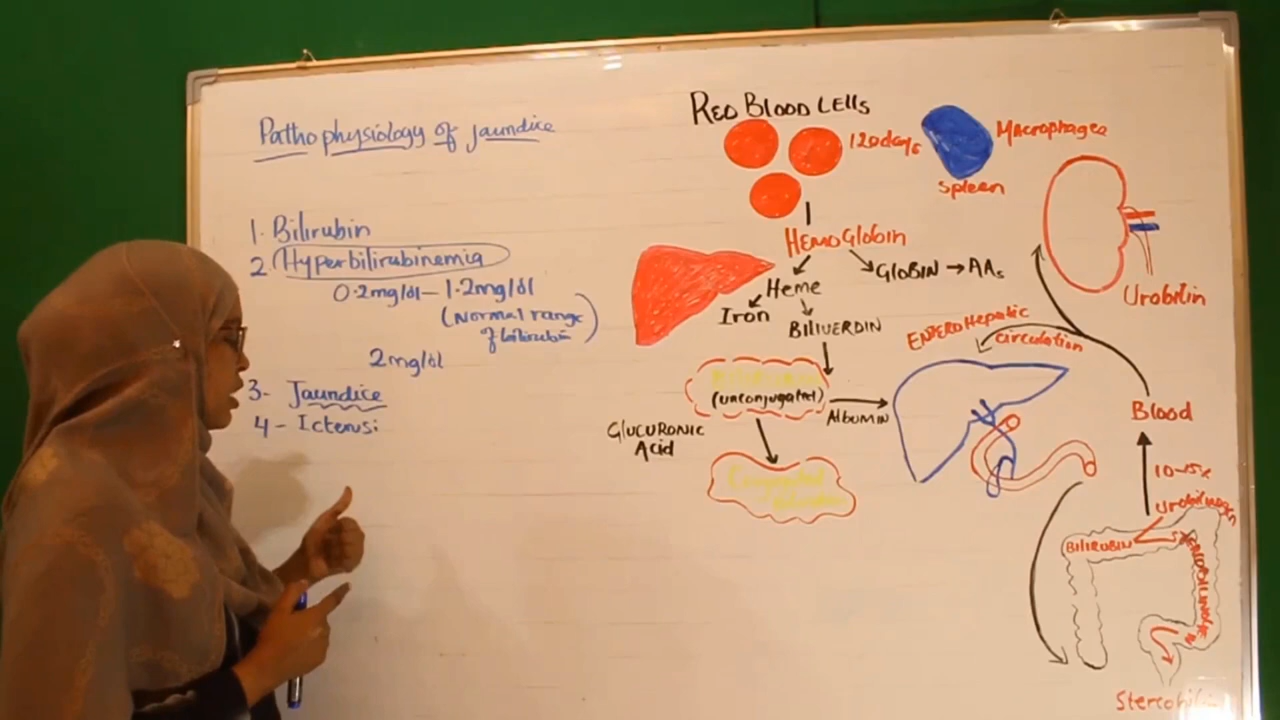 Pathophysiology of Jaundice
1. Bilirubin
2 Hyperbilirubinemia
0.2mg/dl - 1.2mg/dl
(Normal range
of bilirubin)
2mg/dl
3- Jaundice
4 - Icterus:
RED BLOOD CELLS
120days
MACROPHAGES
Spleen
HEMOGLOBIN
GLOBIN → AAs
Heme
Iron
BILIVERDIN
(unconjugated)
ALBUMIN
GLUCURONIC
Acid
Conjugated
ENTEROHepatic
circulation
Urobilin
Blood
10-15%
Urobilinogen
BILIRUBIN